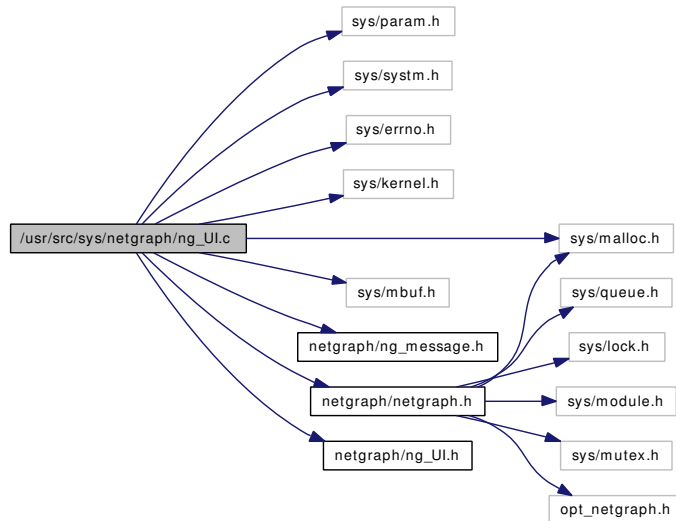 sys/param.h
sys/systm.h
sys/errno.h
sys/kernel.h
/usr/src/sys/netgraph/ng_UI.c
sys/malloc.h
sys/mbuf.h
sys/queue.h
netgraph/ng_message.h
sys/lock.h
netgraph/netgraph.h
sys/module.h
netgraph/ng_UI.h
sys/mutex.h
opt_netgraph.h